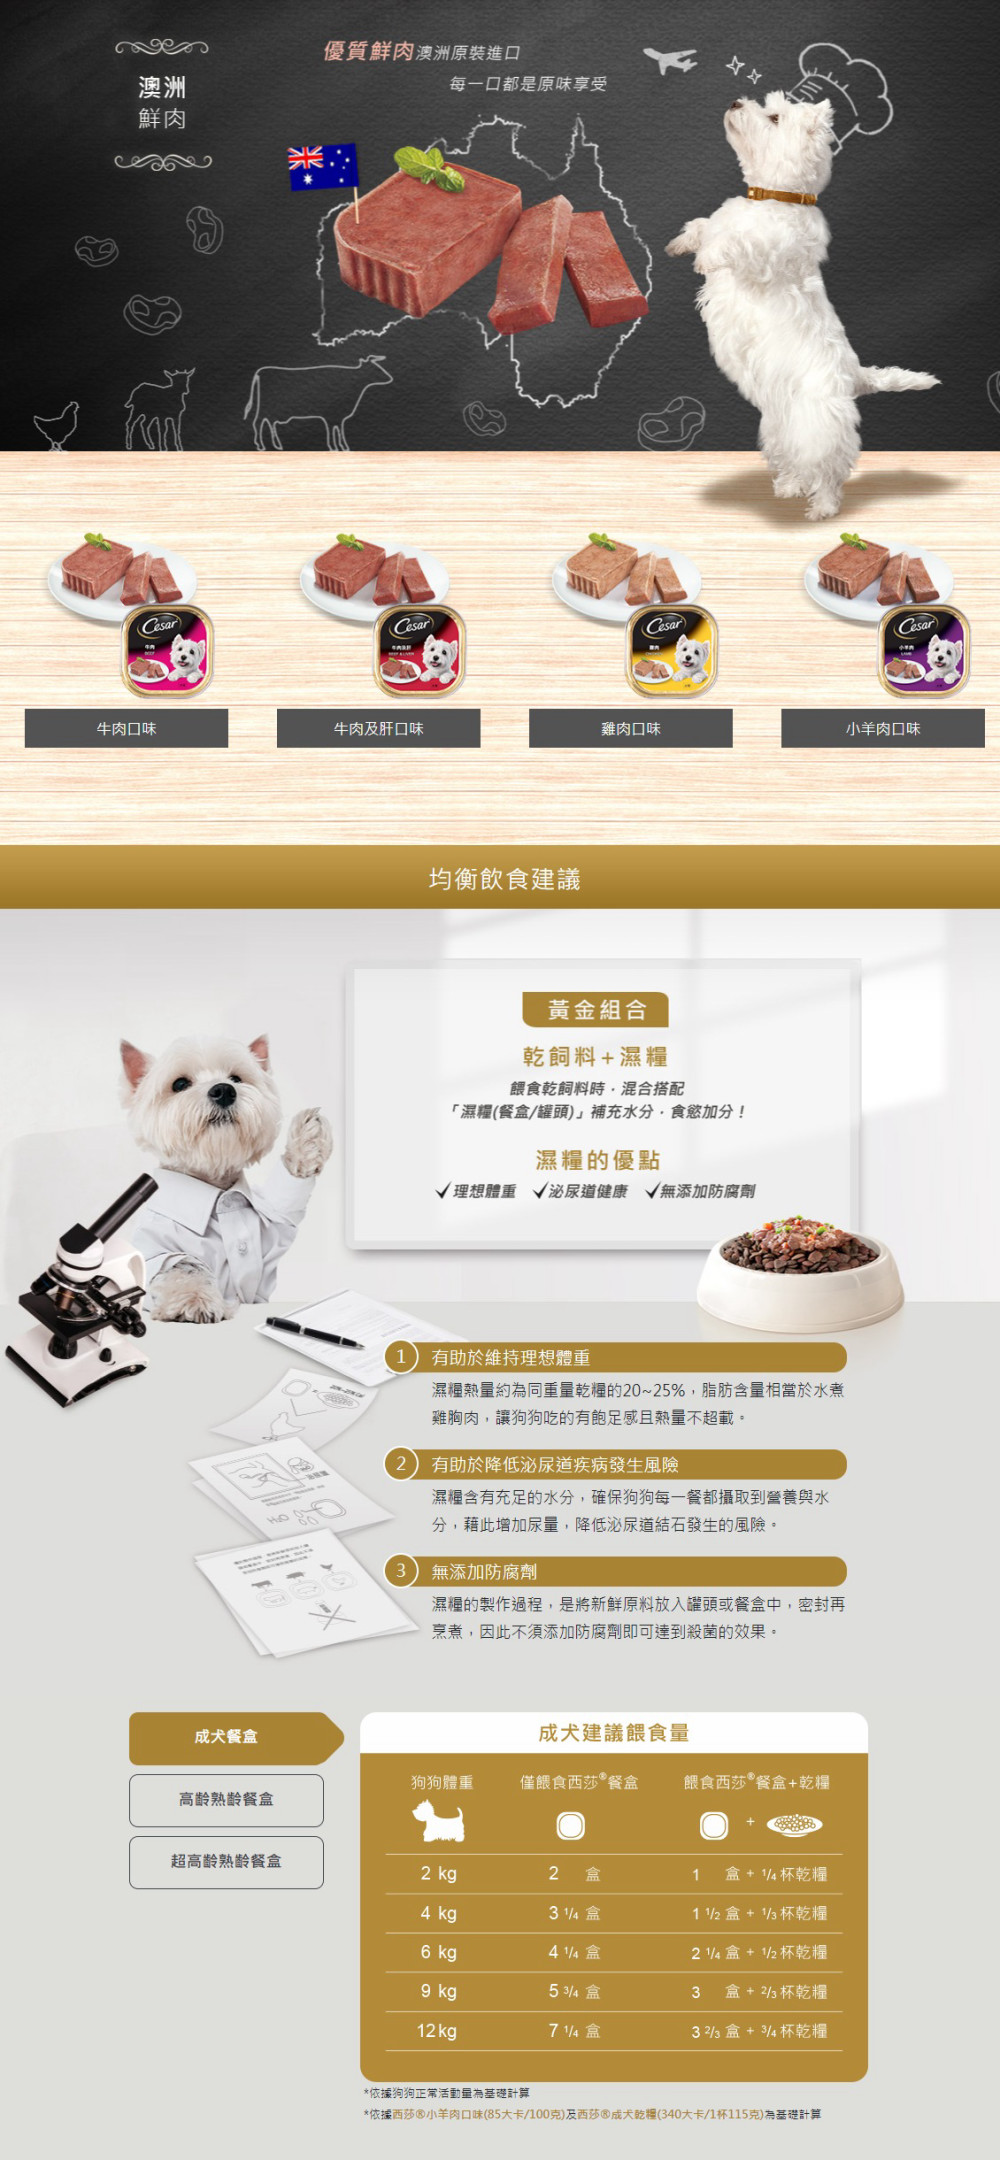 澳洲
鮮肉
優質鮮肉澳洲原裝進口
每一口都是原味享受
Cesar
牛肉
BEEF
Cesar
牛肉及肝
BEEF & LIVER
Cesar
雞肉
Cesar
小羊肉
LAMB
牛肉口味
牛肉及肝口味
雞肉口味
小羊肉口味
均衡飲食建議
黃金組合
乾飼料+濕糧
餵食乾飼料時，混合搭配
「濕糧(餐盒/罐頭)」補充水分，食慾加分！
濕糧的優點
✓理想體重 ✓泌尿道健康 ✓無添加防腐劑
1 有助於維持理想體重
濕糧熱量約為同重量乾糧的20~25%，脂肪含量相當於水煮
雞胸肉，讓狗狗吃的有飽足感且熱量不超載。
2 有助於降低泌尿道疾病發生風險
濕糧含有充足的水分，確保狗狗每一餐都攝取到營養與水
分，藉此增加尿量，降低泌尿道結石發生的風險。
H2O
3 無添加防腐劑
濕糧的製作過程，是將新鮮原料放入罐頭或餐盒中，密封再
烹煮，因此不須添加防腐劑即可達到殺菌的效果。
成犬餐盒
高齡熟齡餐盒
超高齡熟齡餐盒
成犬建議餵食量
狗狗體重 僅餵食西莎®餐盒 餵食西莎®餐盒+乾糧
+
2 kg 2 盒 1 盒 + 1/4 杯乾糧
4 kg 3 1/4 盒 1 1/2 盒 + 1/3 杯乾糧
6 kg 4 1/4 盒 2 1/4 盒 + 1/2 杯乾糧
9 kg 5 3/4 盒 3 盒 + 2/3 杯乾糧
12 kg 7 1/4 盒 3 2/3 盒 + 3/4 杯乾糧
*依據狗狗正常活動量為基礎計算
*依據西莎®小羊肉口味(85大卡/100克)及西莎®成犬乾糧(340大卡/1杯115克)為基礎計算